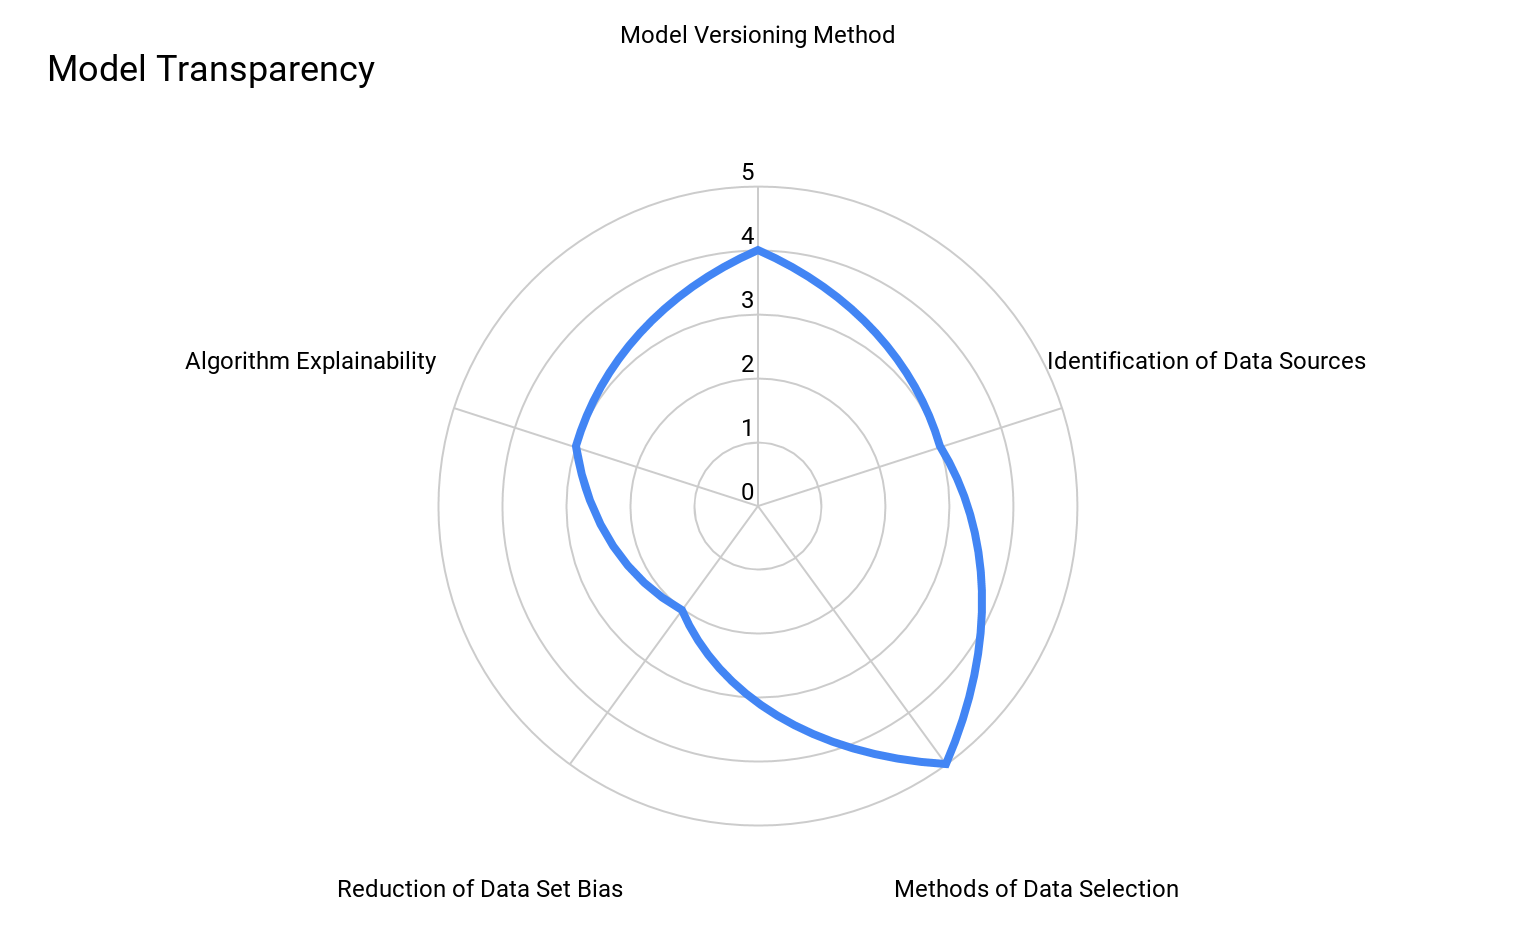 Model Versioning Method
Model Transparency
5
4
3
2
1
0
Algorithm Explainability
Identification of Data Sources
Reduction of Data Set Bias
Methods of Data Selection